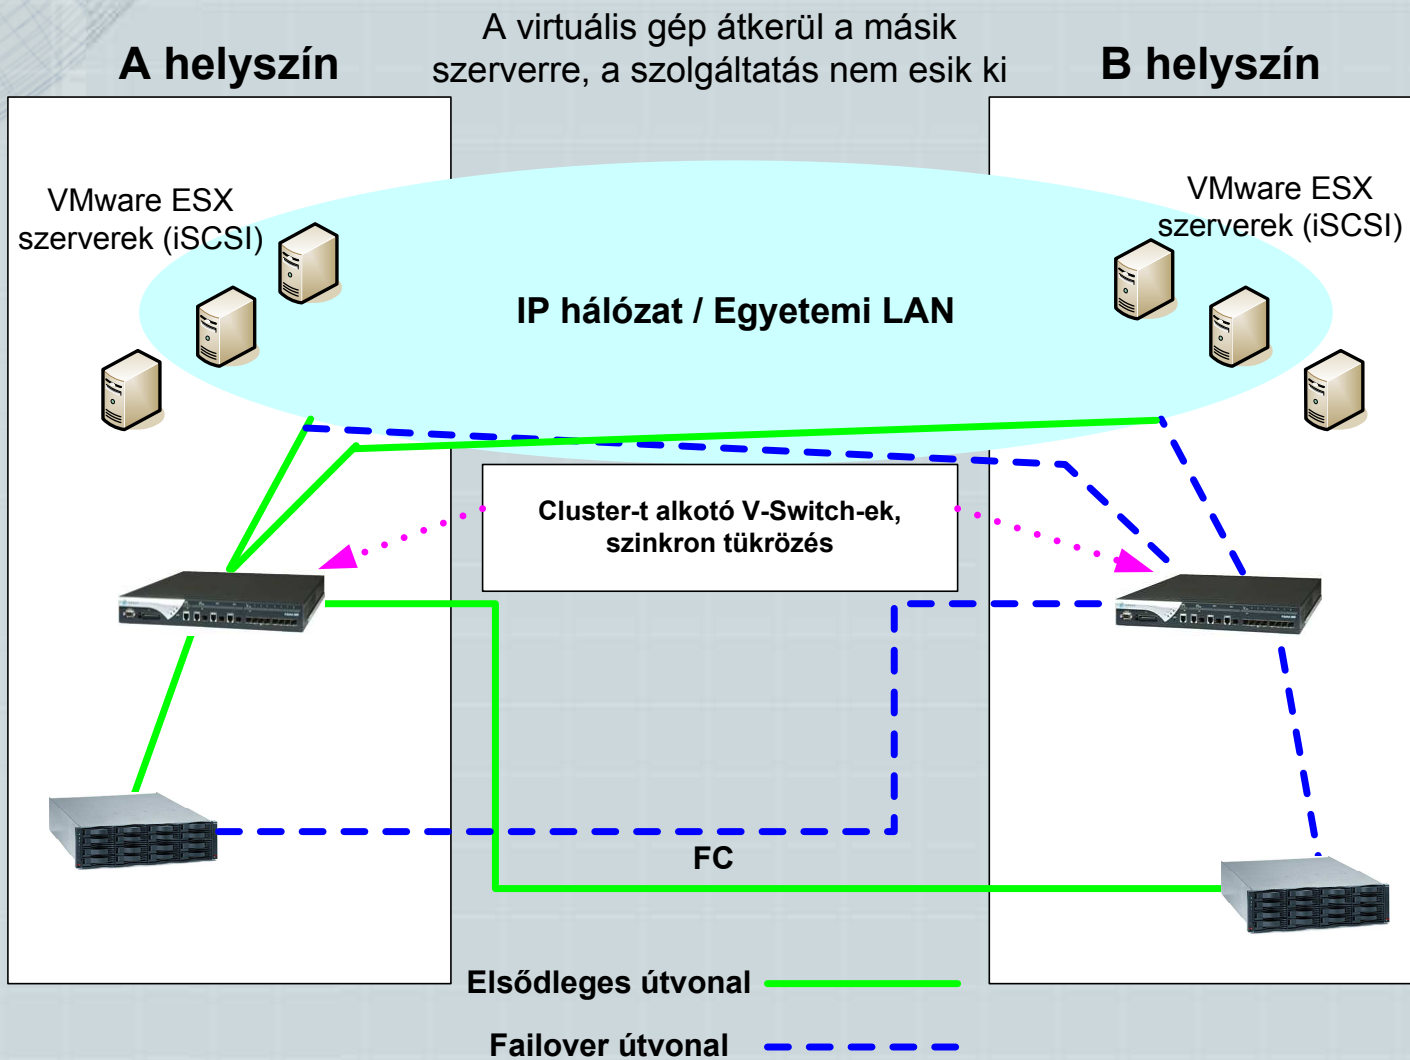 A virtuális gép átkerül a másik
szerverre, a szolgáltatás nem esik ki
A helyszín
B helyszín
VMware ESX
szerverek (iSCSI)
VMware ESX
szerverek (iSCSI)
IP hálózat / Egyetemi LAN
Cluster-t alkotó V-Switch-ek,
szinkron tükrözés
FC
Elsődleges útvonal
Failover útvonal